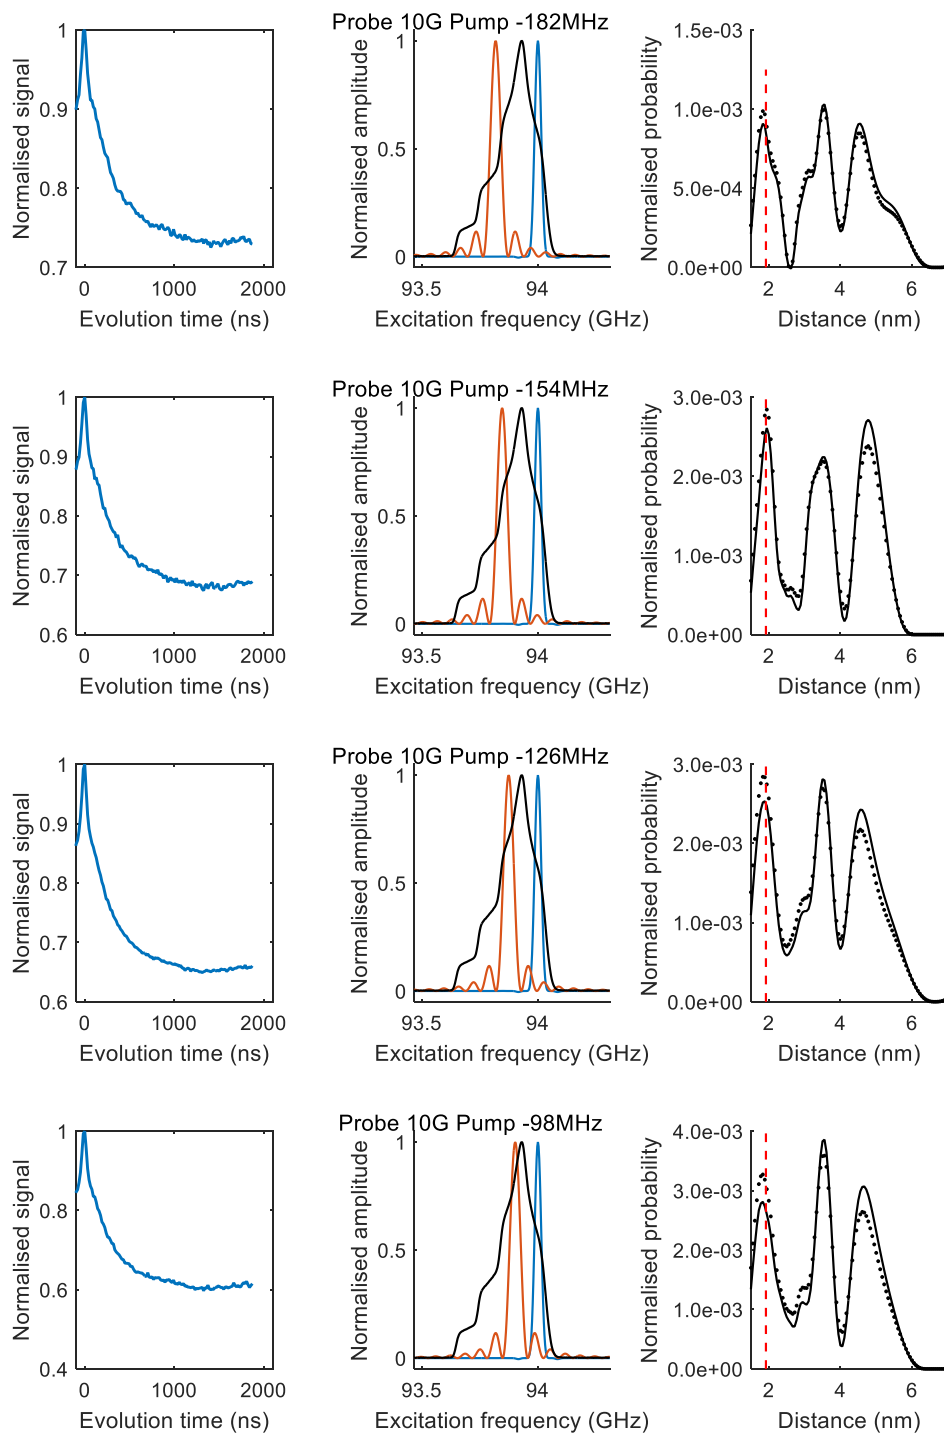 Probe 10G Pump -182MHz
Normalised signal
1
0.9
0.8
0.7
0 1000 2000
Evolution time (ns)
Normalised amplitude
1
0.5
0
93.5 94
Excitation frequency (GHz)
Normalised probability
1.5e-03
1.0e-03
5.0e-04
0.0e+00
2 4 6
Distance (nm)
Probe 10G Pump -154MHz
Normalised signal
1
0.9
0.8
0.7
0.6
0 1000 2000
Evolution time (ns)
Normalised amplitude
1
0.5
0
93.5 94
Excitation frequency (GHz)
Normalised probability
3.0e-03
2.0e-03
1.0e-03
0.0e+00
2 4 6
Distance (nm)
Probe 10G Pump -126MHz
Normalised signal
1
0.9
0.8
0.7
0.6
0 1000 2000
Evolution time (ns)
Normalised amplitude
1
0.5
0
93.5 94
Excitation frequency (GHz)
Normalised probability
3.0e-03
2.0e-03
1.0e-03
0.0e+00
2 4 6
Distance (nm)
Probe 10G Pump -98MHz
Normalised signal
1
0.8
0.6
0.4
0 1000 2000
Evolution time (ns)
Normalised amplitude
1
0.5
0
93.5 94
Excitation frequency (GHz)
Normalised probability
4.0e-03
3.0e-03
2.0e-03
1.0e-03
0.0e+00
2 4 6
Distance (nm)